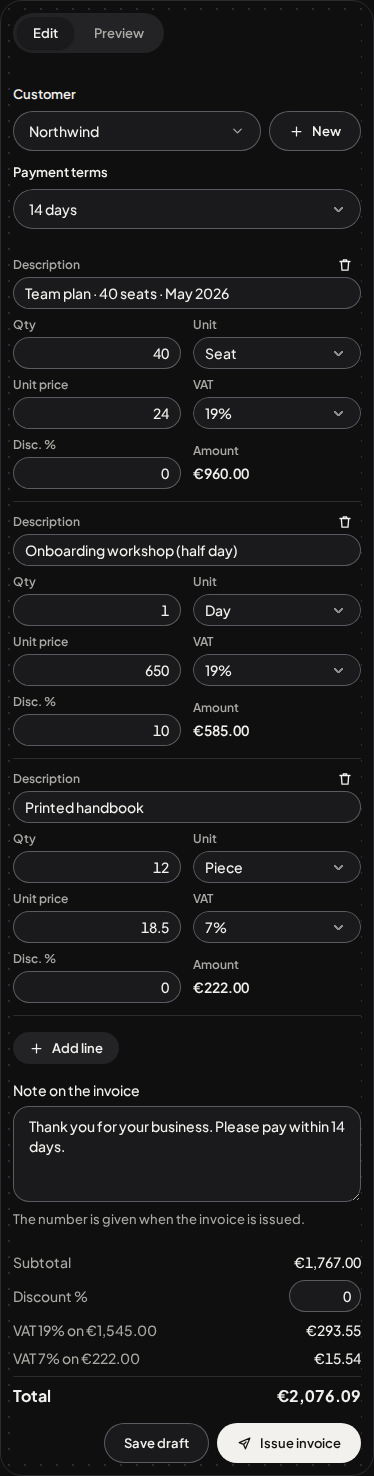 Edit Preview
Customer
Northwind New
Payment terms
14 days
Description
Team plan · 40 seats · May 2026
Qty Unit
40 Seat
Unit price VAT
24 19%
Disc. % Amount
0 €960.00
Description
Onboarding workshop (half day)
Qty Unit
1 Day
Unit price VAT
650 19%
Disc. % Amount
10 €585.00
Description
Printed handbook
Qty Unit
12 Piece
Unit price VAT
18.5 7%
Disc. % Amount
0 €222.00
Add line
Note on the invoice
Thank you for your business. Please pay within 14
days.
The number is given when the invoice is issued.
Subtotal €1,767.00
Discount % 0
VAT 19% on €1,545.00 €293.55
VAT 7% on €222.00 €15.54
Total €2,076.09
Save draft Issue invoice